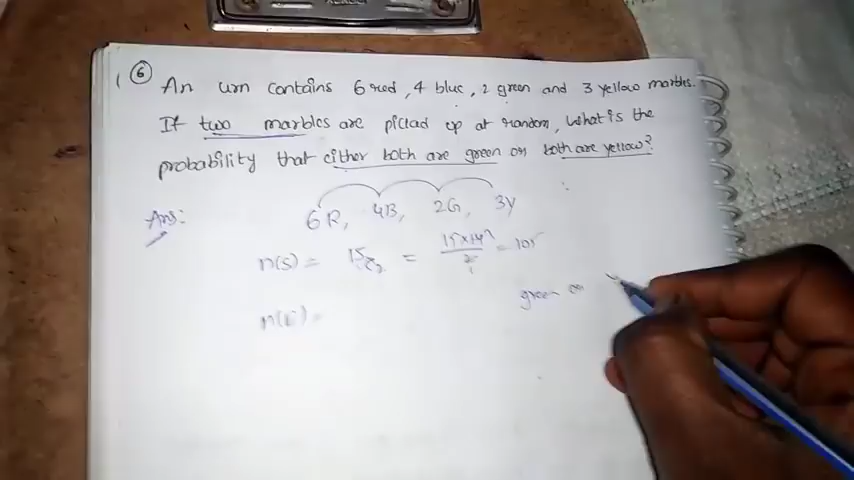 6 An urn contains 6 red, 4 blue, 2 green and 3 yellow marbles.
If two marbles are picked up at random, What is the
probability that either both are green or both are yellow?
Ans:
6R, 4B, 2G, 3Y
n(S) = 15C2 = 15×14/2 = 105
n(E) =
green or